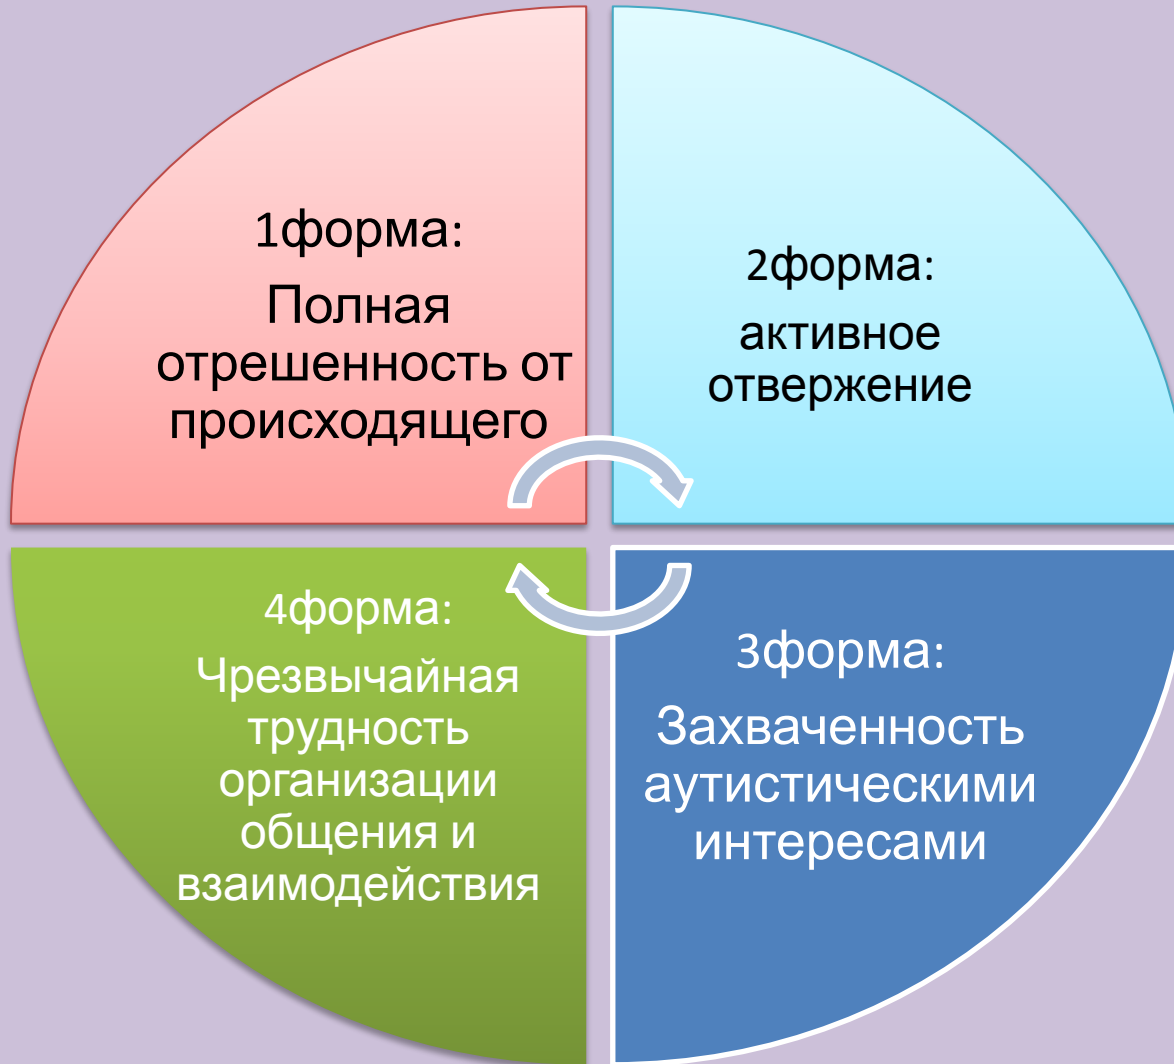 1форма:
Полная
отрешенность от
происходящего
2форма:
активное
отвержение
3форма:
Захваченность
аутистическими
интересами
4форма:
Чрезвычайная
трудность
организации
общения и
взаимодействия